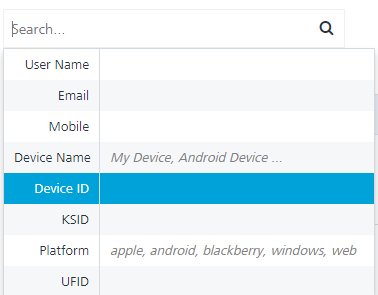 Search...
User Name
Email
Mobile
Device Name My Device, Android Device ...
Device ID
KSID
Platform apple, android, blackberry, windows, web
UFID